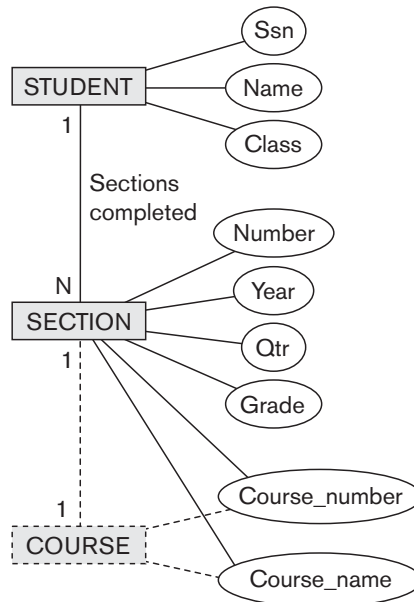 Ssn
STUDENT
Name
1
Class
Sections
completed
Number
N
Year
SECTION
1
Qtr
Grade
Course_number
1
COURSE
Course_name